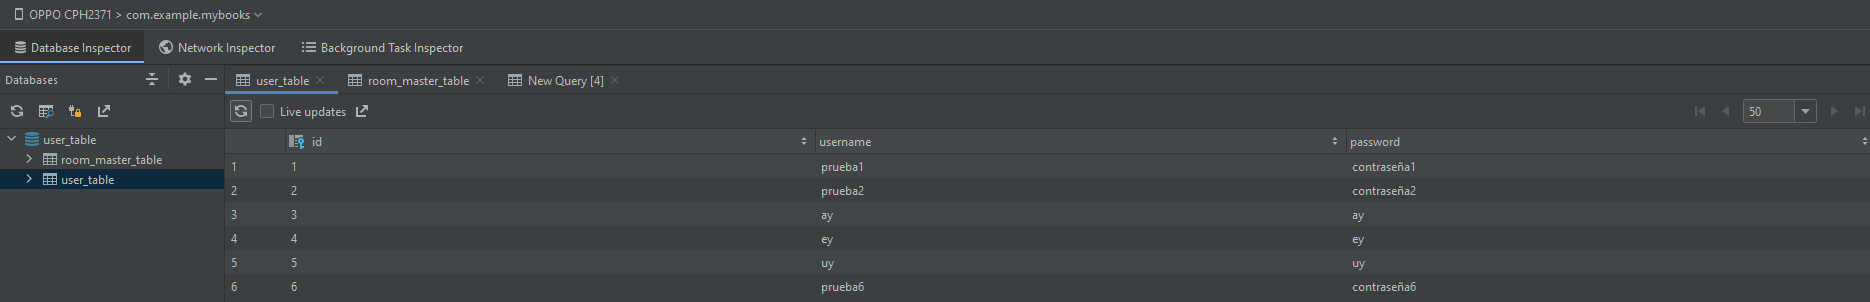 OPPO CPH2371 > com.example.mybooks
Database Inspector Network Inspector Background Task Inspector
Databases user_table room_master_table New Query [4]
Live updates 50
user_table id username password
room_master_table 1 1 prueba1 contraseña1
user_table 2 2 prueba2 contraseña2
3 3 ay ay
4 4 ey ey
5 5 uy uy
6 6 prueba6 contraseña6